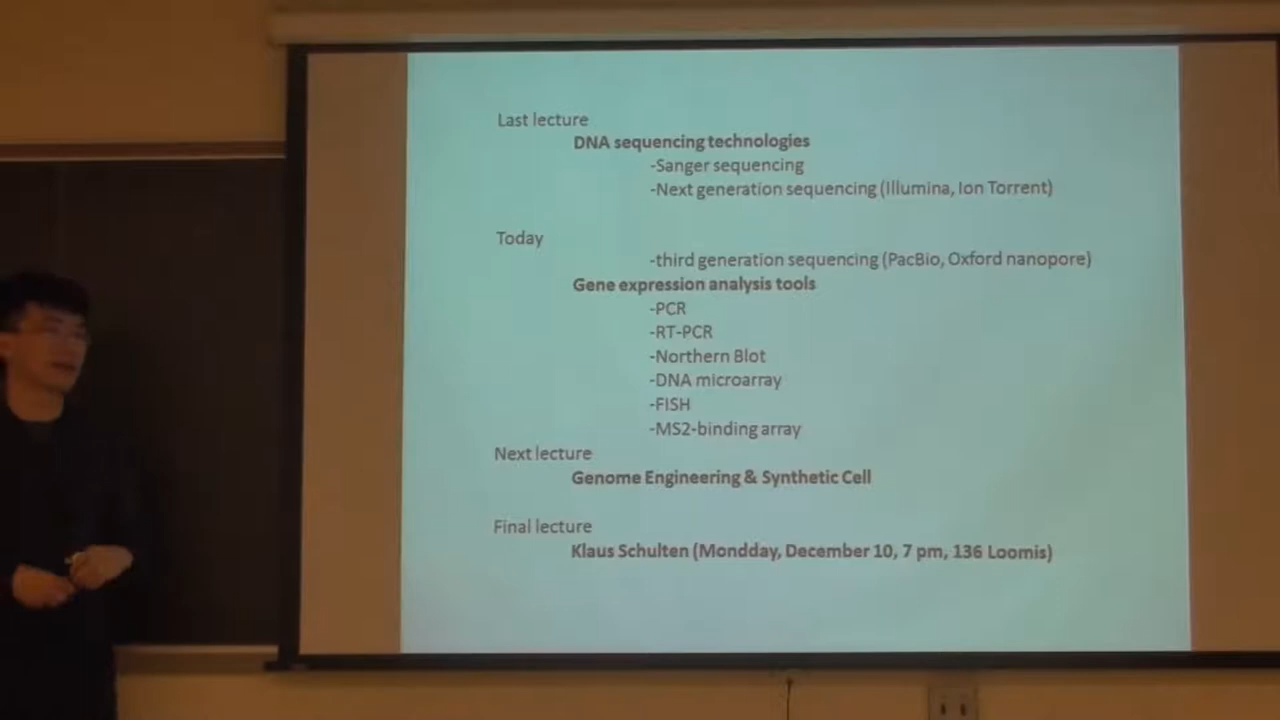 Last lecture
DNA sequencing technologies
-Sanger sequencing
-Next generation sequencing (Illumina, Ion Torrent)
Today
-third generation sequencing (PacBio, Oxford nanopore)
Gene expression analysis tools
-PCR
-RT-PCR
-Northern Blot
-DNA microarray
-FISH
-MS2-binding array
Next lecture
Genome Engineering & Synthetic Cell
Final lecture
Klaus Schulten (Mondday, December 10, 7 pm, 136 Loomis)